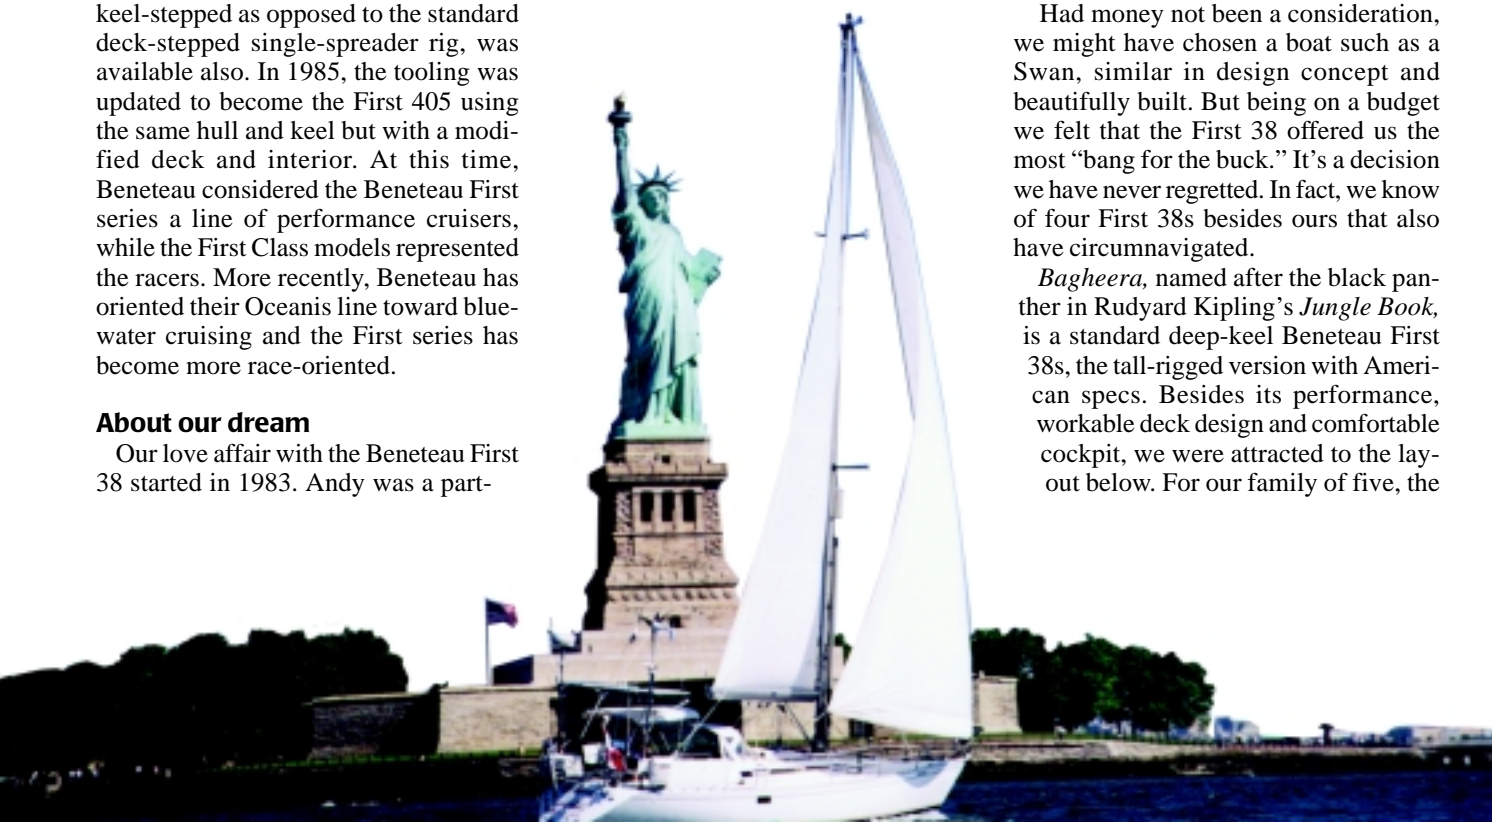 keel-stepped as opposed to the standard
deck-stepped single-spreader rig, was
available also. In 1985, the tooling was
updated to become the First 405 using
the same hull and keel but with a modi-
fied deck and interior. At this time,
Beneteau considered the Beneteau First
series a line of performance cruisers,
while the First Class models represented
the racers. More recently, Beneteau has
oriented their Oceanis line toward blue-
water cruising and the First series has
become more race-oriented.
About our dream
Our love affair with the Beneteau First
38 started in 1983. Andy was a part-
Had money not been a consideration,
we might have chosen a boat such as a
Swan, similar in design concept and
beautifully built. But being on a budget
we felt that the First 38 offered us the
most “bang for the buck.” It’s a decision
we have never regretted. In fact, we know
of four First 38s besides ours that also
have circumnavigated.
Bagheera, named after the black pan-
ther in Rudyard Kipling’s Jungle Book,
is a standard deep-keel Beneteau First
38s, the tall-rigged version with Ameri-
can specs. Besides its performance,
workable deck design and comfortable
cockpit, we were attracted to the lay-
out below. For our family of five, the